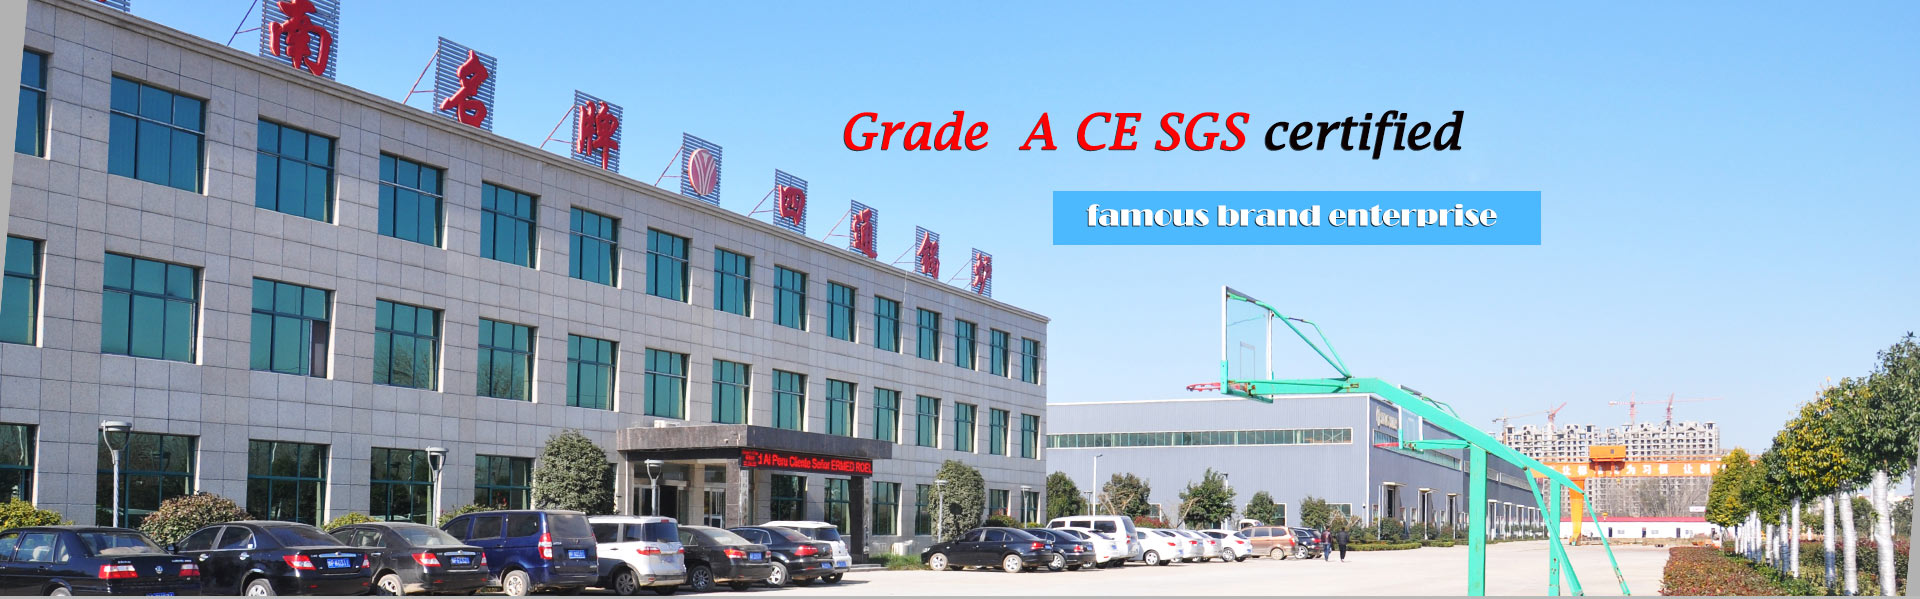 南名牌 四通锅炉
Grade A CE SGS certified
famous brand enterprise
d Al Peru Cliente Señor ERMED ROEL